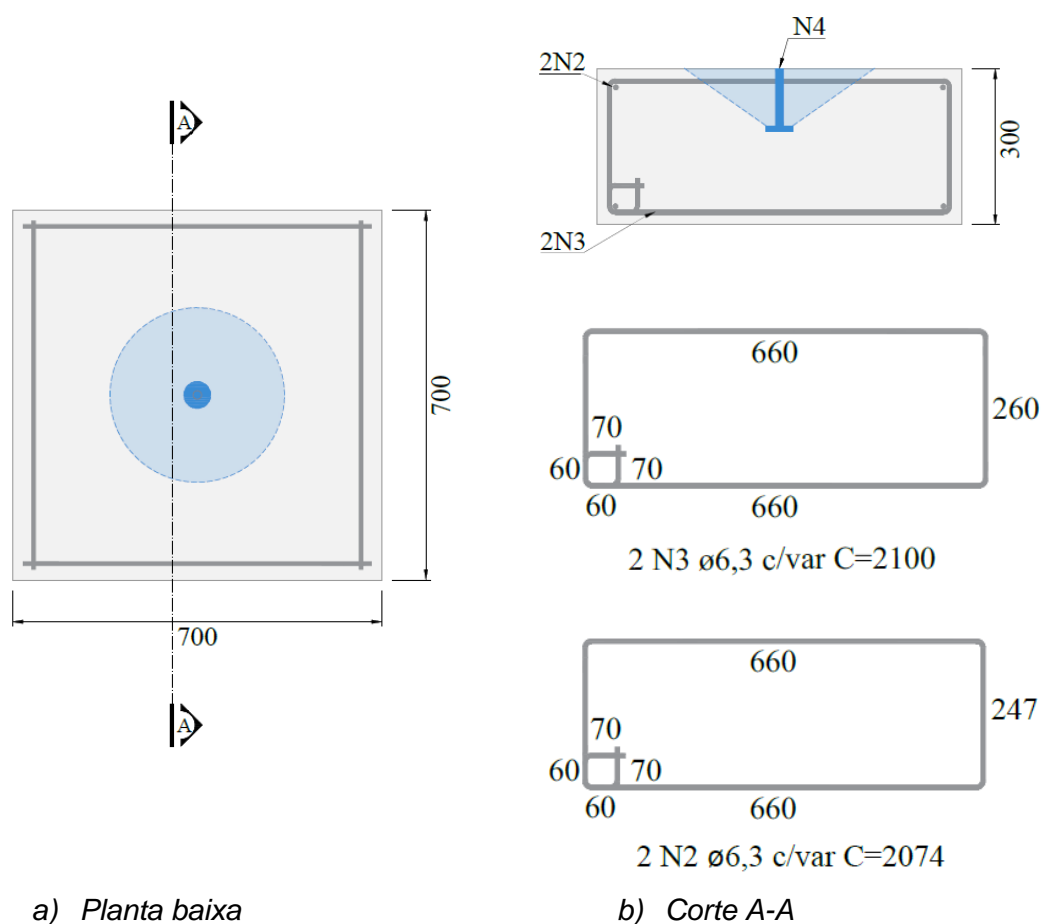 A
700
700
A
a) Planta baixa
N4
2N2
300
2N3
660
260
70
60
70
60
660
2 N3 ø6,3 c/var C=2100
660
247
70
60
70
60
660
2 N2 ø6,3 c/var C=2074
b) Corte A-A